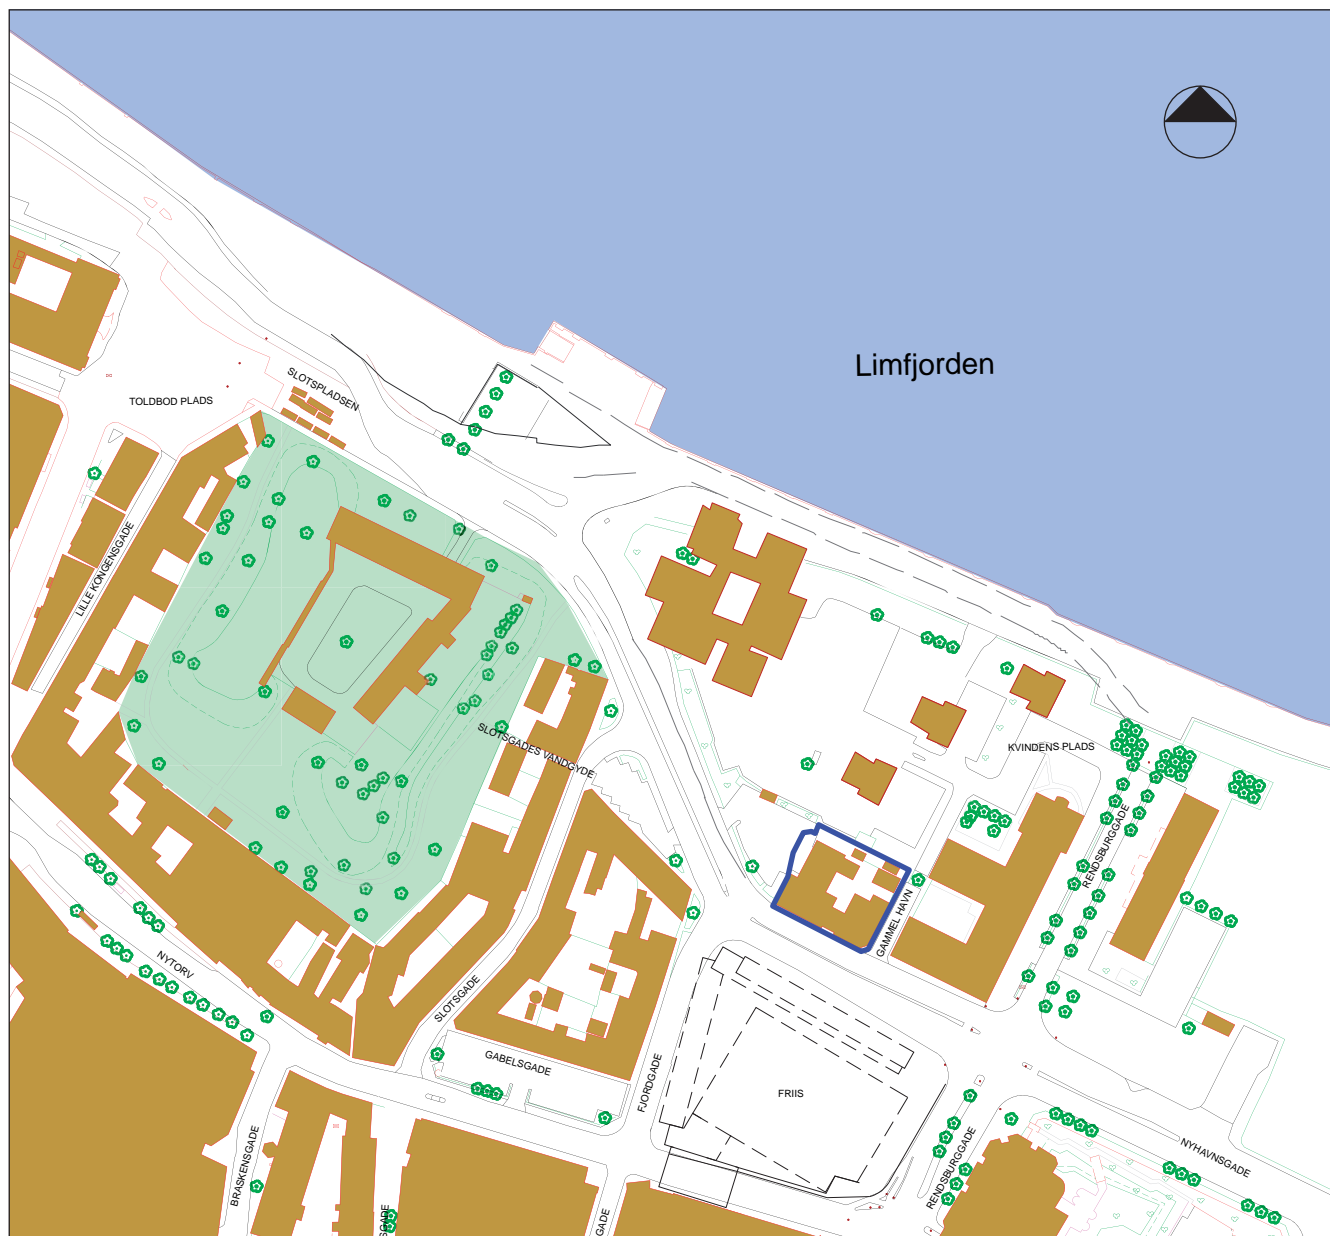 Limfjorden
SLOTSPLADSEN
TOLDBOD PLADS
LILLE KONGENSGADE
SLOTSGADES VANDGYDE
KVINDENS PLADS
RENDSBURGGADE
GAMMEL HAVN
NYTORV
SLOTSGADE
GABELSGADE
FJORDGADE
FRIIS
BRASKENSGADE
RENDSBURGGADE
NYHAVNSGADE
SGADE
GADE